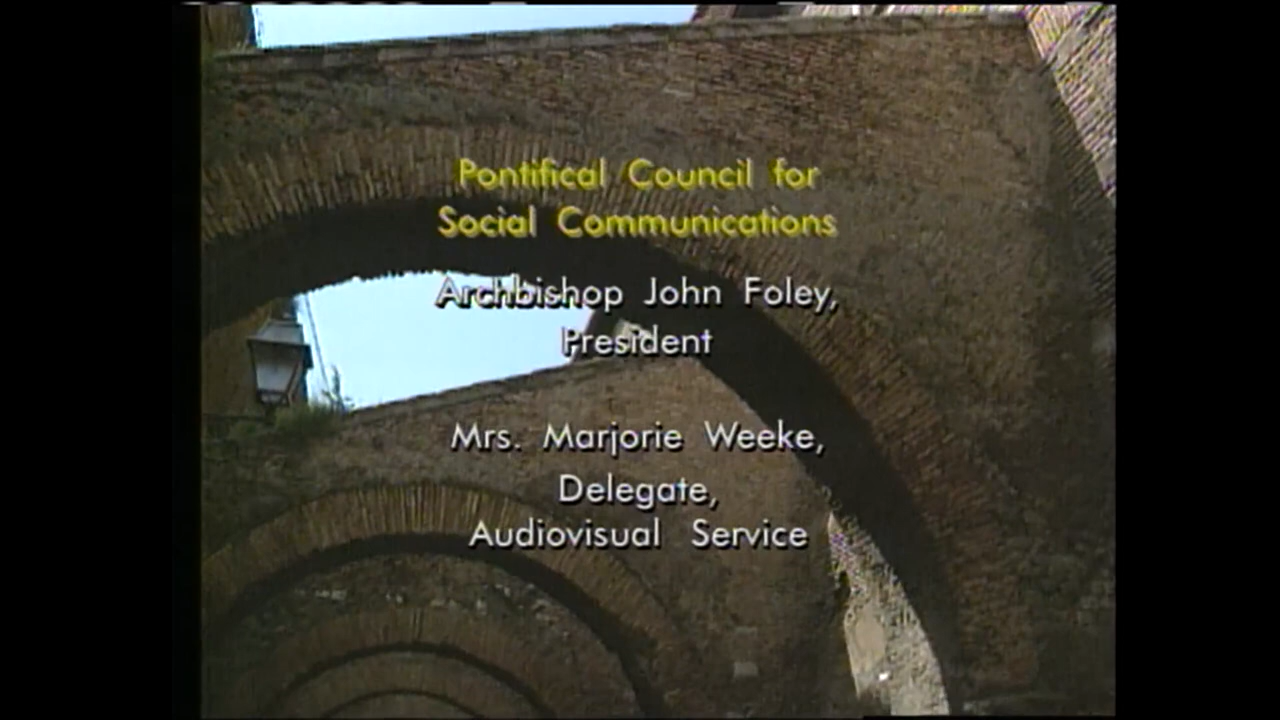 Pontifical Council for
Social Communications
Archbishop John Foley,
President
Mrs. Marjorie Weeke,
Delegate,
Audiovisual Service